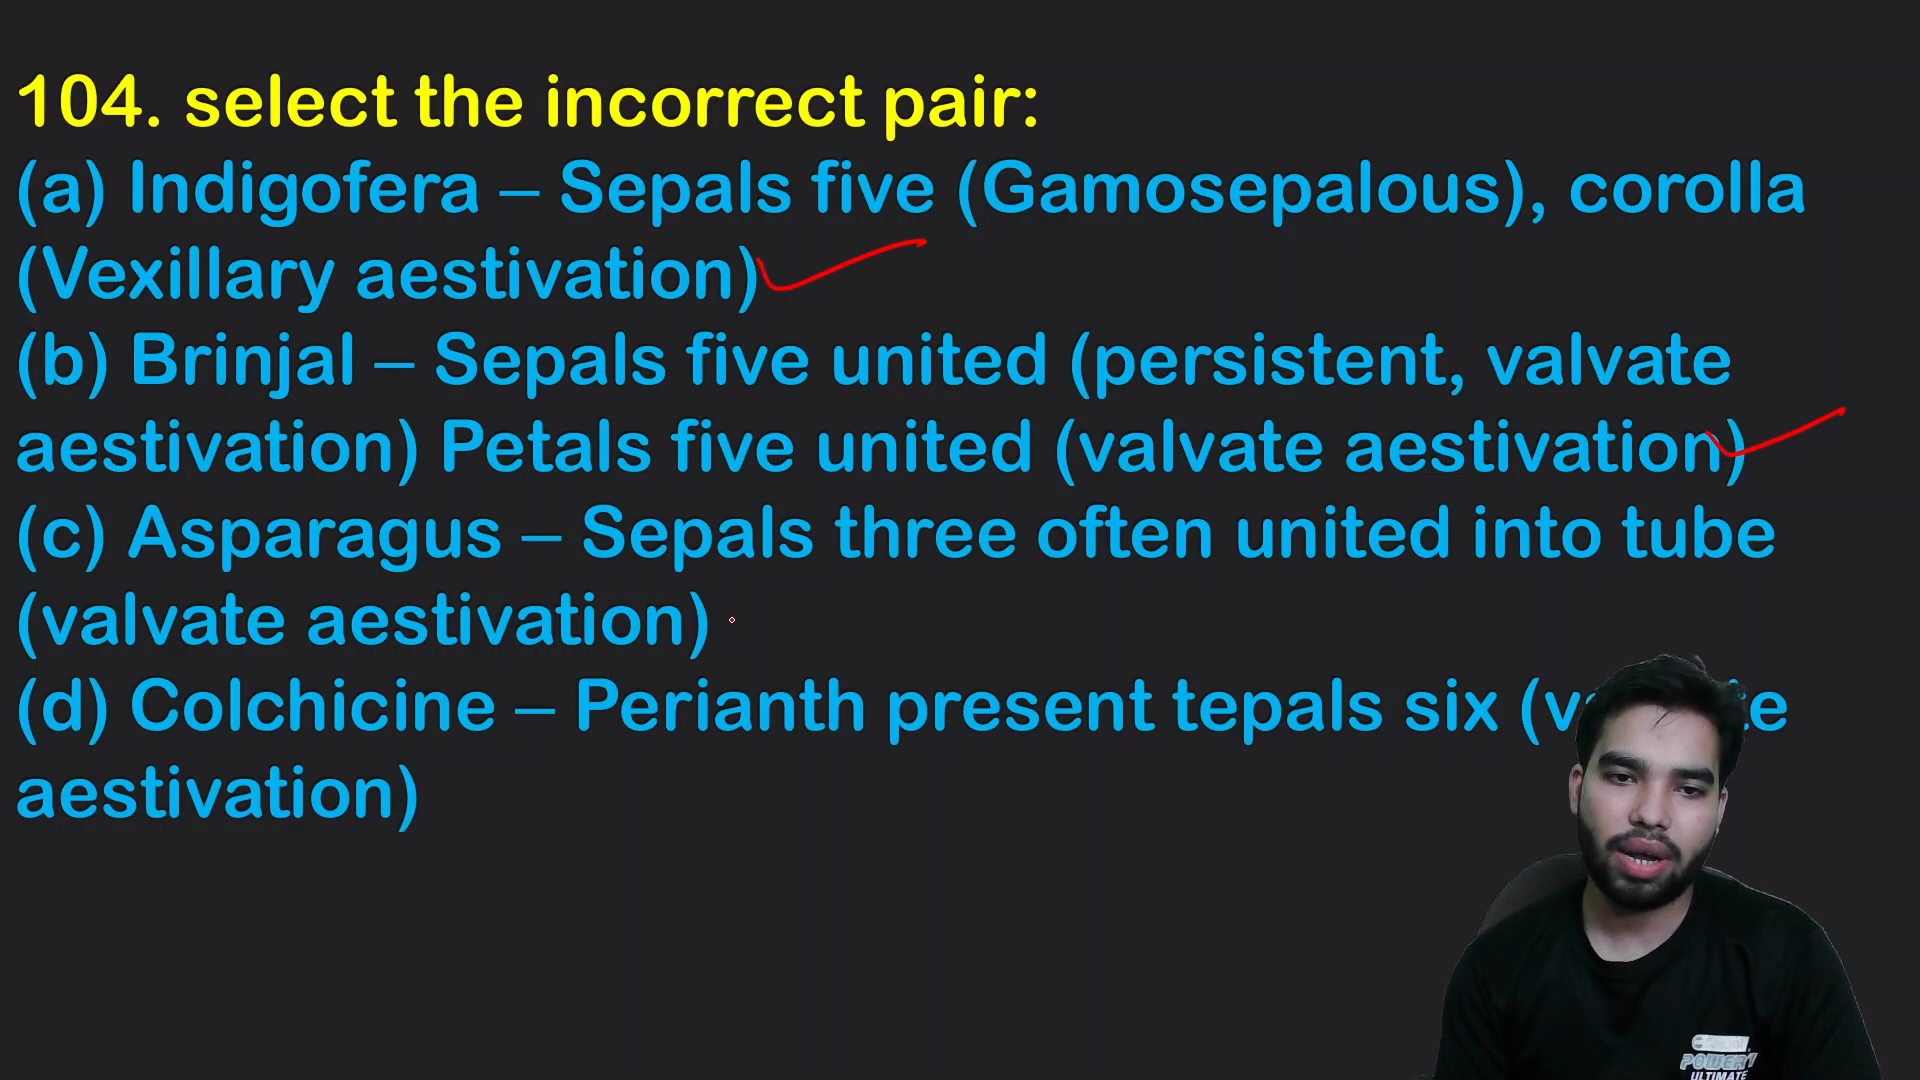 104. select the incorrect pair:
(a) Indigofera – Sepals five (Gamosepalous), corolla
(Vexillary aestivation)
(b) Brinjal – Sepals five united (persistent, valvate
aestivation) Petals five united (valvate aestivation)
(c) Asparagus – Sepals three often united into tube
(valvate aestivation)
(d) Colchicine – Perianth present tepals six
aestivation)
POWER
ULTIMATE